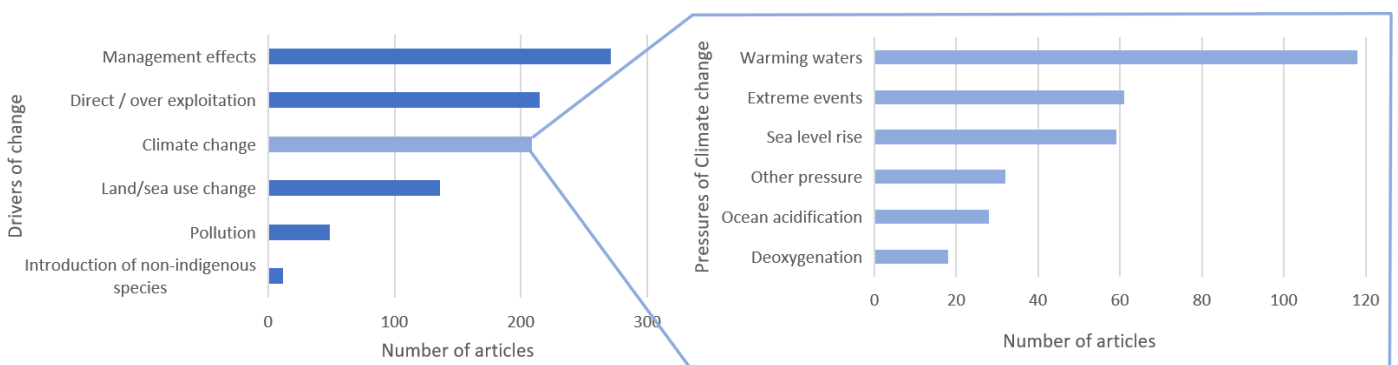 Drivers of change
Management effects
Direct / over exploitation
Climate change
Land/sea use change
Pollution
Introduction of non-indigenous
species
0 100 200 300
Number of articles
Pressures of Climate change
Warming waters
Extreme events
Sea level rise
Other pressure
Ocean acidification
Deoxygenation
0 20 40 60 80 100 120
Number of articles